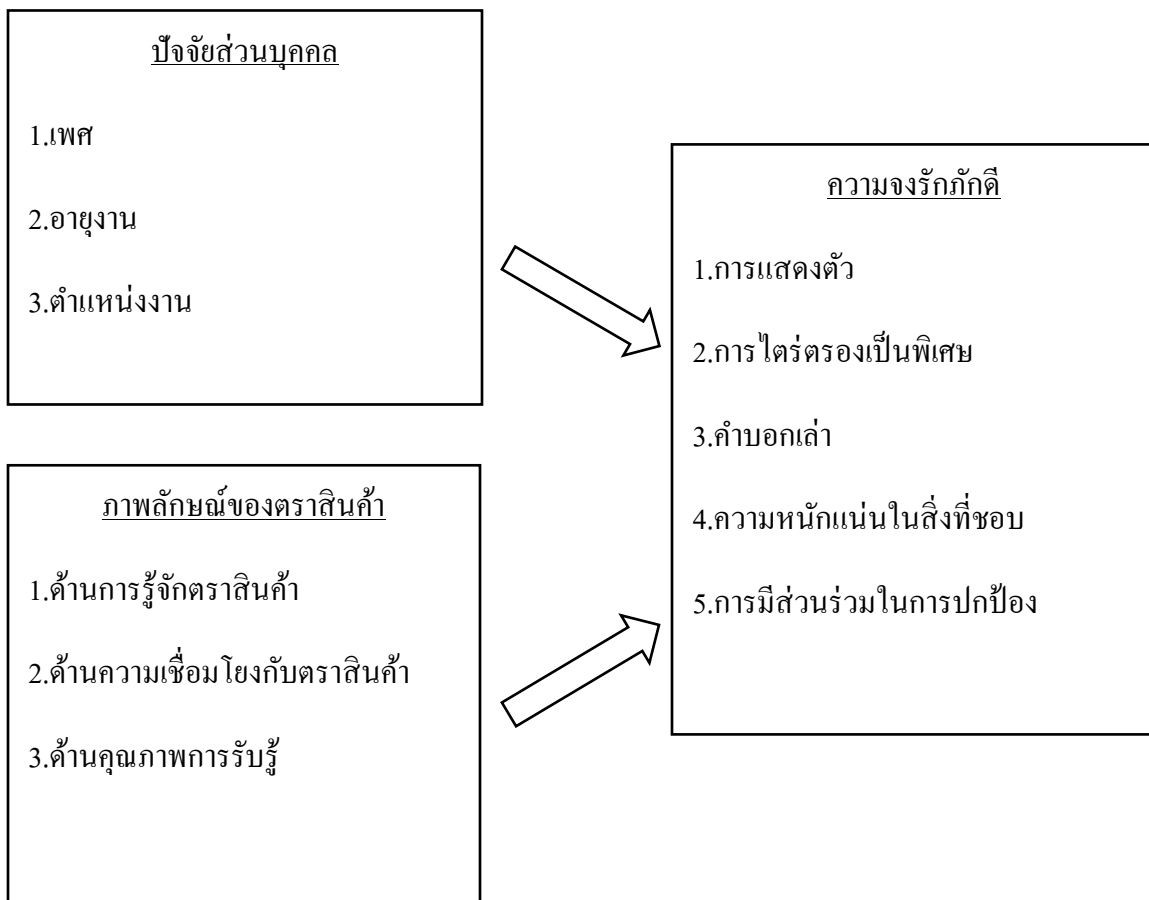 ปัจจัยส่วนบุคคล
1.เพศ
2.อายุงาน
3.ตำแหน่งงาน
ภาพลักษณ์ของตราสินค้า
1.ด้านการรู้จักตราสินค้า
2.ด้านความเชื่อมโยงกับตราสินค้า
3.ด้านคุณภาพการรับรู้
ความจงรักภักดี
1.การแสดงตัว
2.การไตร่ตรองเป็นพิเศษ
3.คำบอกเล่า
4.ความหนักแน่นในสิ่งที่ชอบ
5.การมีส่วนร่วมในการปกป้อง